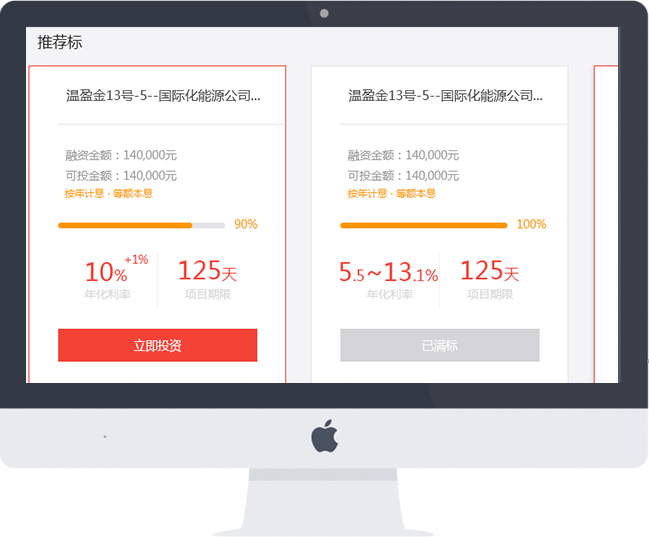 推荐标
温盈金13号-5--国际化能源公司...
融资金额：140,000元
可投金额：140,000元
按年计息 · 等额本息
90%
10% +1%
年化利率
125天
项目期限
立即投资
温盈金13号-5--国际化能源公司...
融资金额：140,000元
可投金额：140,000元
按年计息 · 等额本息
100%
5.5~13.1%
年化利率
125天
项目期限
已满标